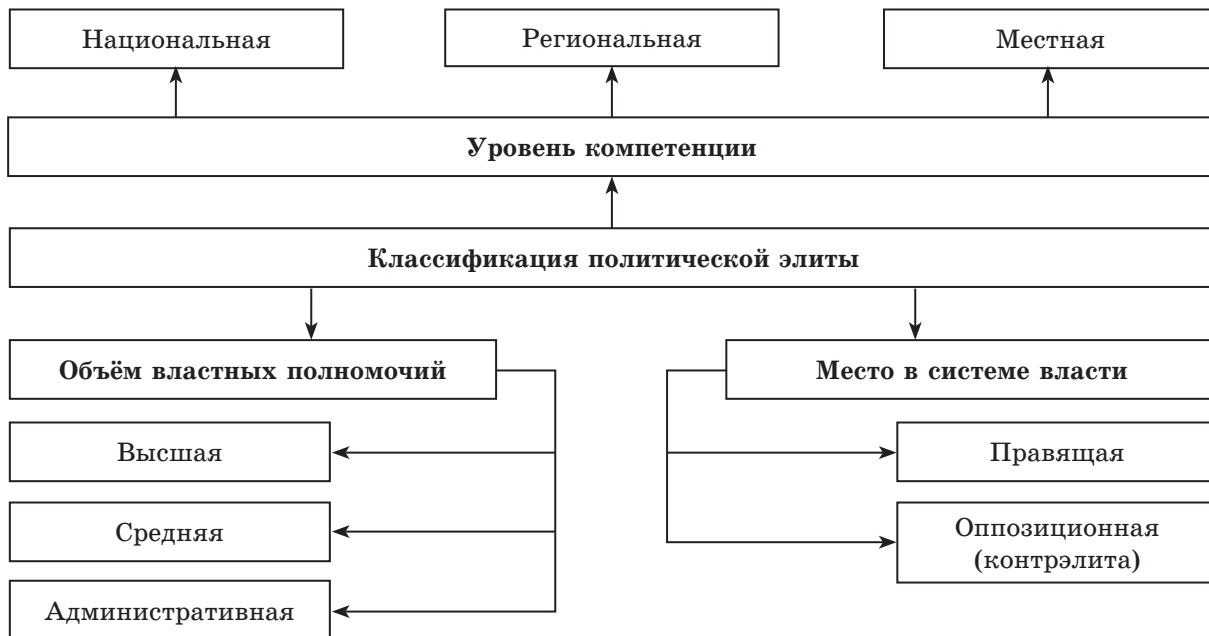 Национальная
Региональная
Местная
Уровень компетенции
Классификация политической элиты
Объём властных полномочий
Место в системе власти
Высшая
Правящая
Средняя
Оппозиционная
(контрэлита)
Административная